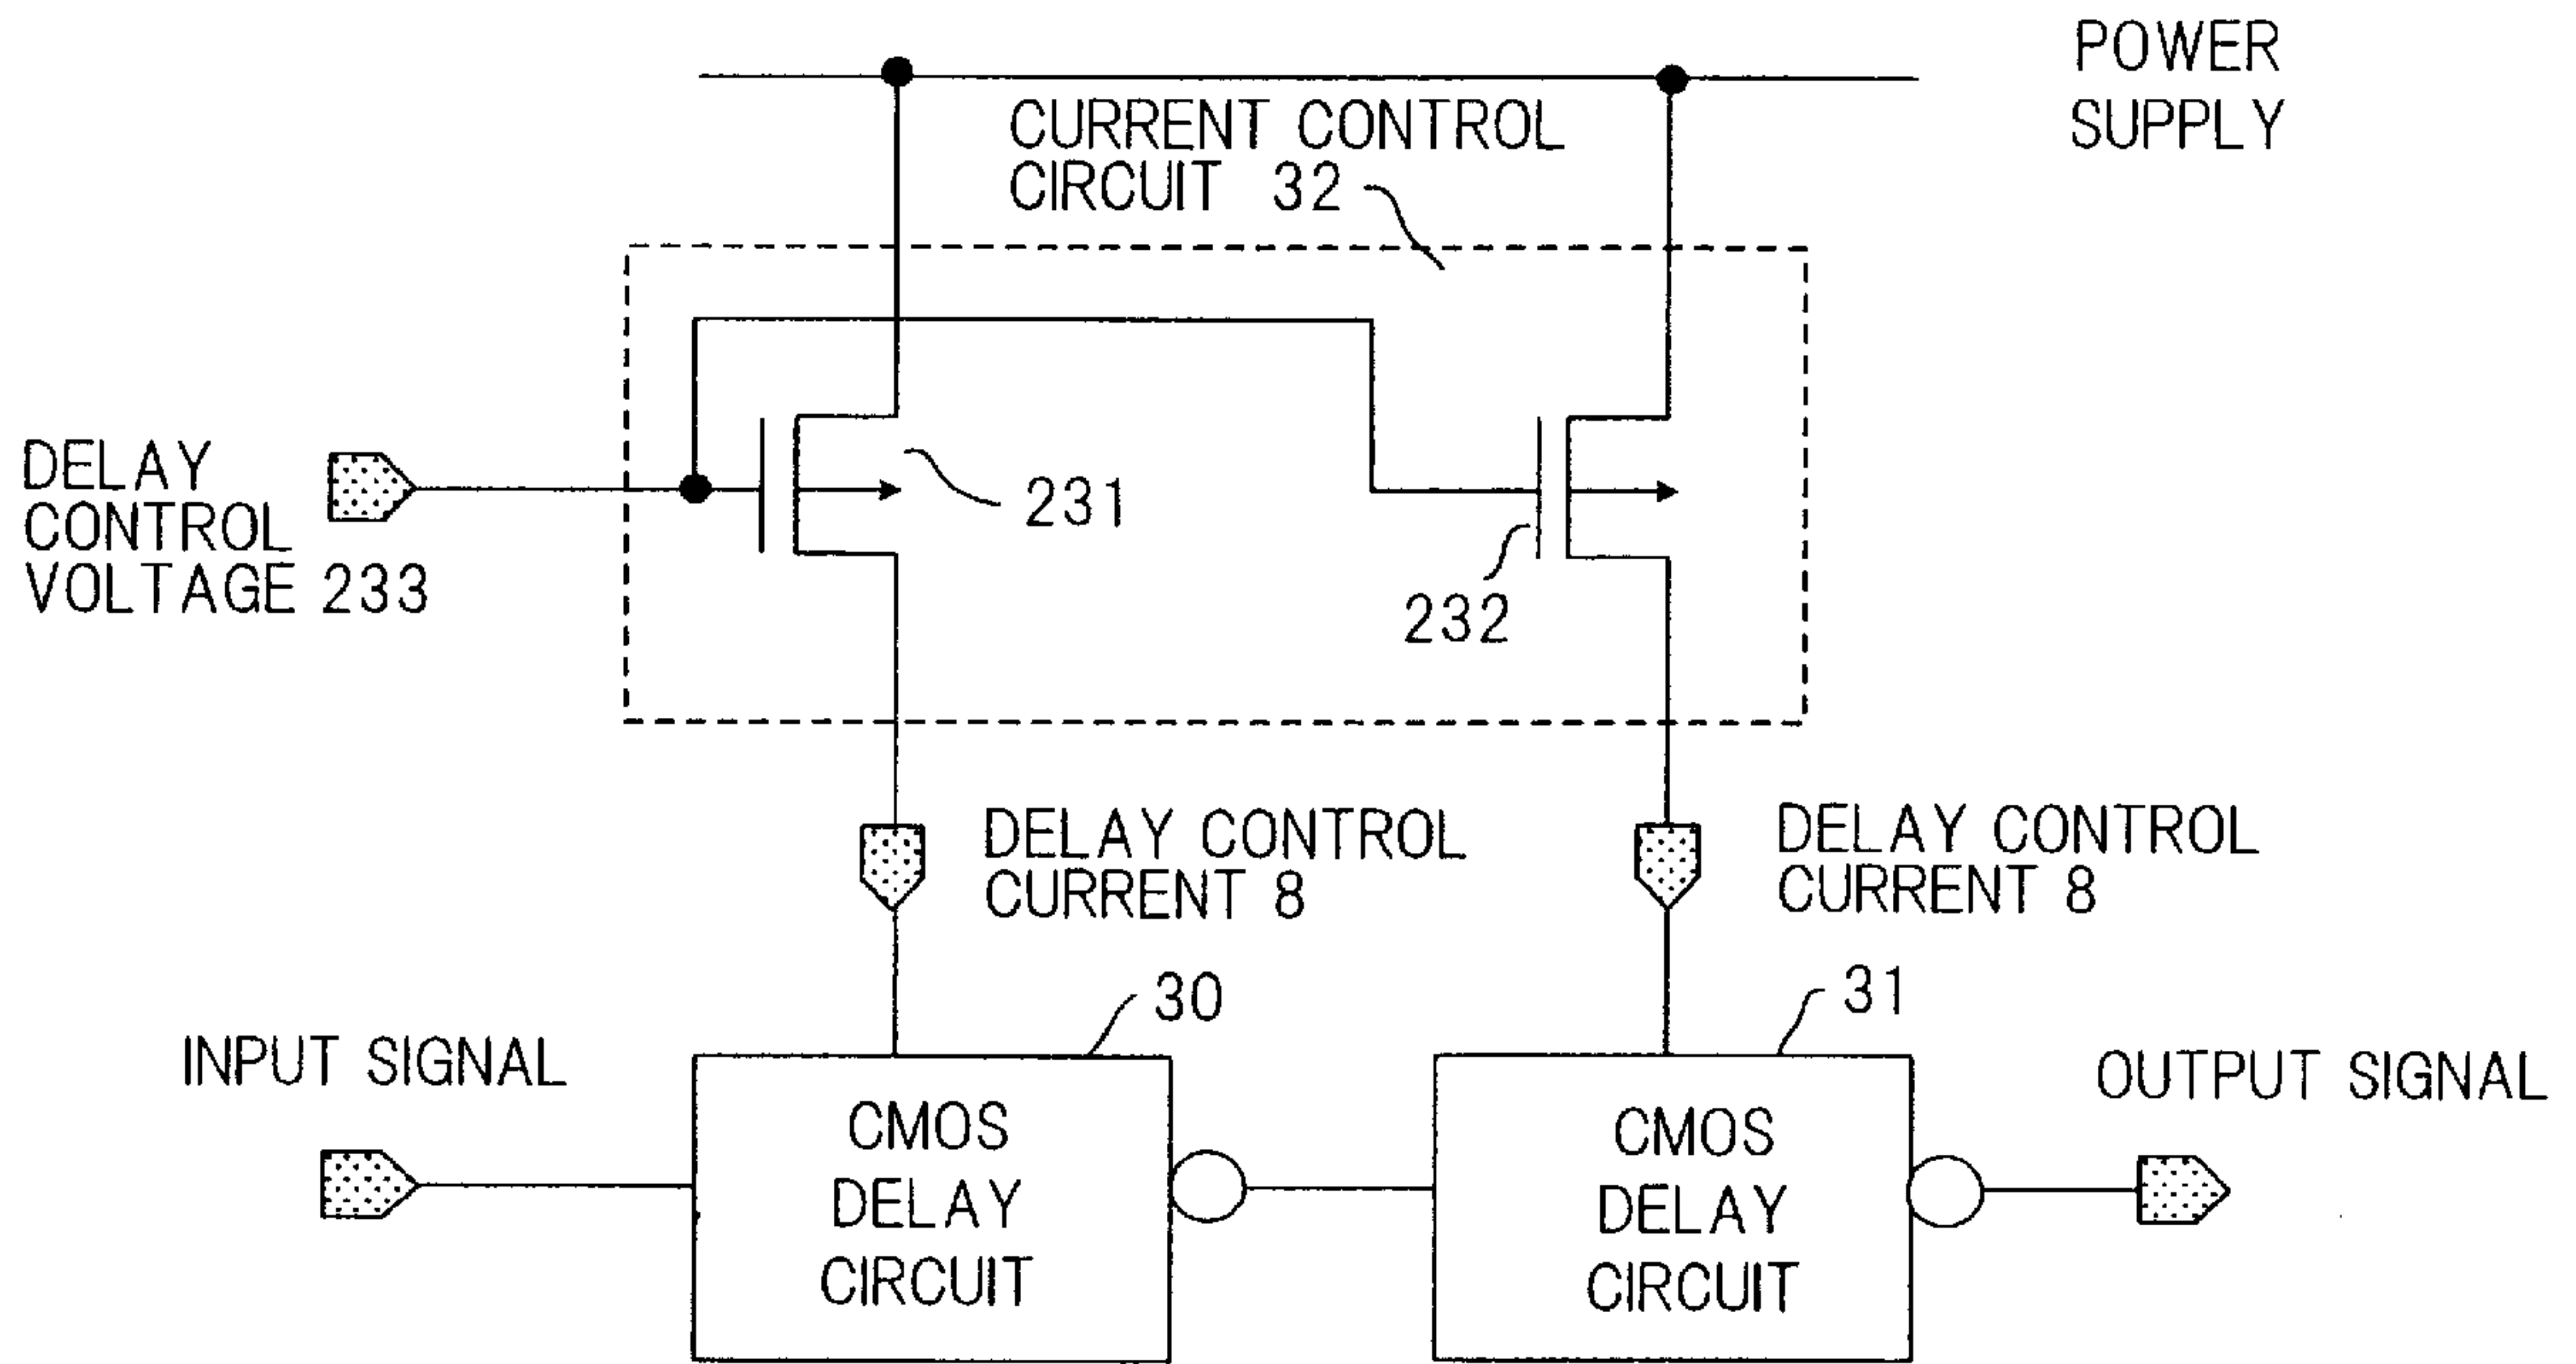 POWER
SUPPLY
CURRENT CONTROL
CIRCUIT 32
DELAY
CONTROL
VOLTAGE 233
231
232
DELAY CONTROL
CURRENT 8
DELAY CONTROL
CURRENT 8
30
31
INPUT SIGNAL
CMOS
DELAY
CIRCUIT
CMOS
DELAY
CIRCUIT
OUTPUT SIGNAL